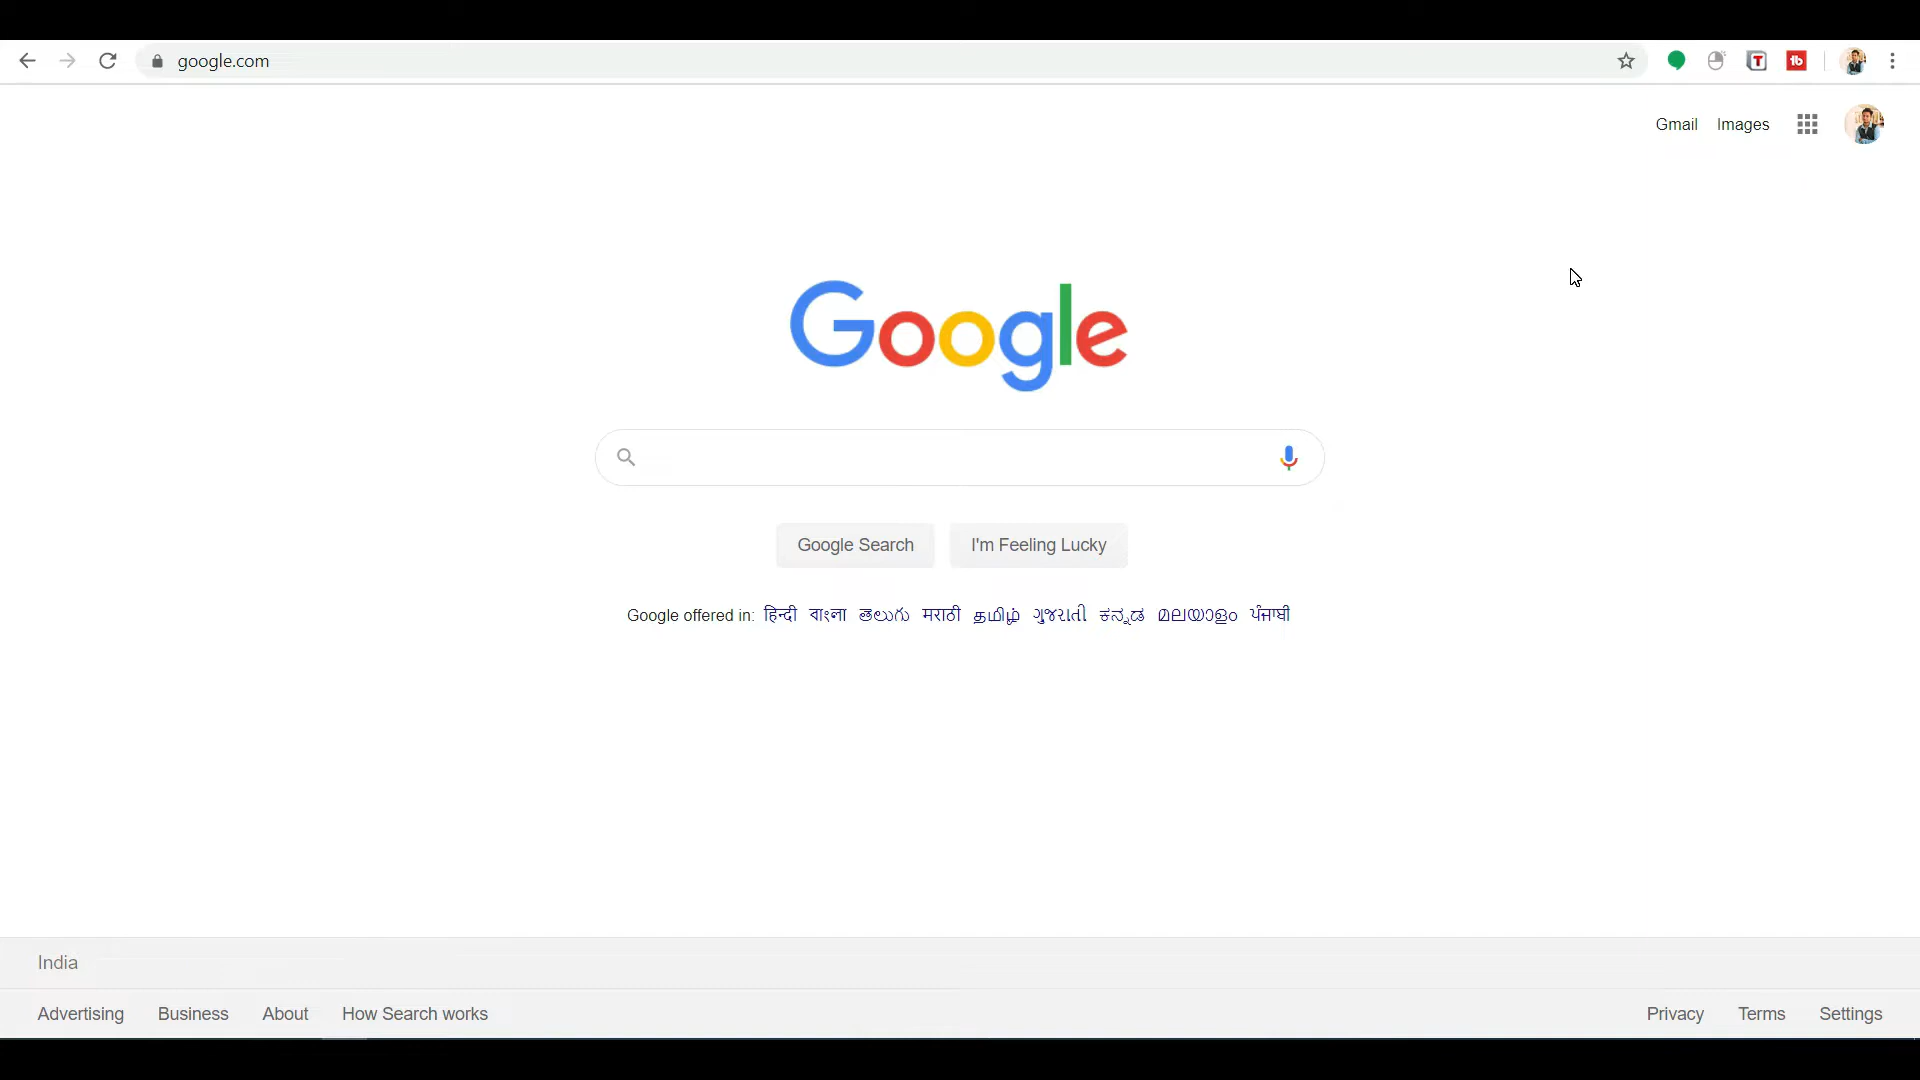 google.com
Gmail Images
Google
Google Search I'm Feeling Lucky
Google offered in: हिन्दी বাংলা తెలుగు मराठी தமிழ் ગુજરાતી ಕನ್ನಡ മലയാളം ਪੰਜਾਬੀ
India
Advertising Business About How Search works Privacy Terms Settings